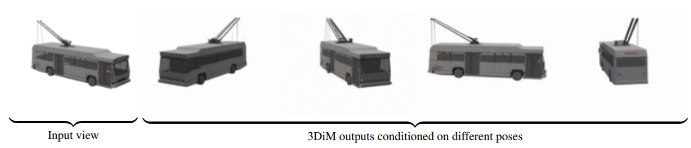 Input view
3DiM outputs conditioned on different poses